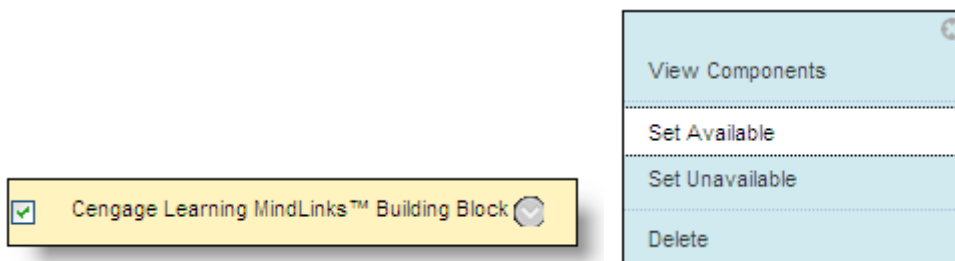 Cengage Learning MindLinks™ Building Block
View Components
Set Available
Set Unavailable
Delete